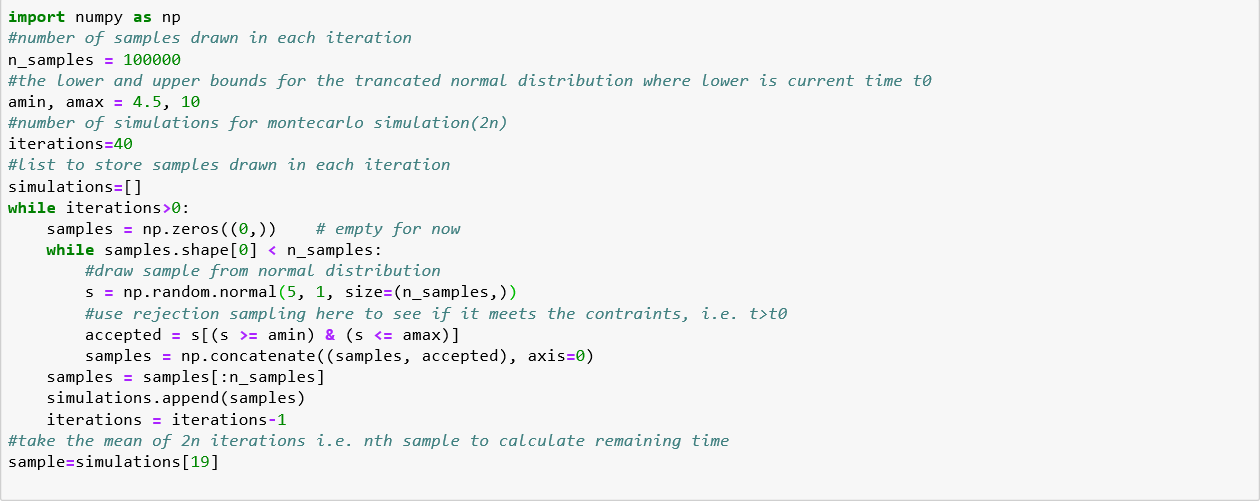 import numpy as np
#number of samples drawn in each iteration
n_samples = 100000
#the lower and upper bounds for the trancated normal distribution where lower is current time t0
amin, amax = 4.5, 10
#number of simulations for montecarlo simulation(2n)
iterations=40
#list to store samples drawn in each iteration
simulations=[]
while iterations>0:
    samples = np.zeros((0,))    # empty for now
    while samples.shape[0] < n_samples:
        #draw sample from normal distribution
        s = np.random.normal(5, 1, size=(n_samples,))
        #use rejection sampling here to see if it meets the contraints, i.e. t>t0
        accepted = s[(s >= amin) & (s <= amax)]
        samples = np.concatenate((samples, accepted), axis=0)
    samples = samples[:n_samples]
    simulations.append(samples)
    iterations = iterations-1
#take the mean of 2n iterations i.e. nth sample to calculate remaining time
sample=simulations[19]